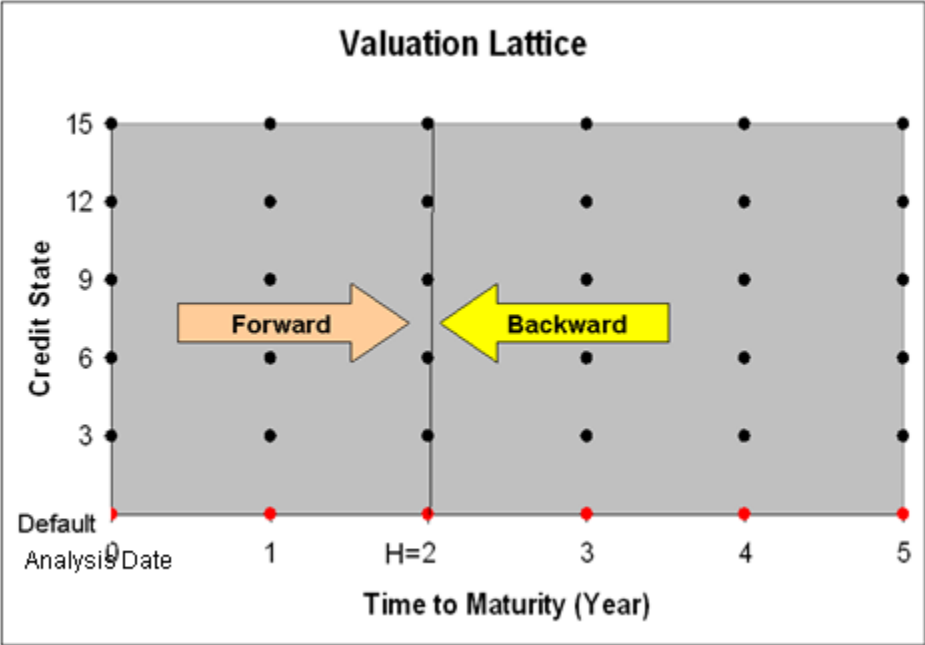 Valuation Lattice
15
12
9
6
3
Default
Credit State
Forward
Backward
0 1 H=2 3 4 5
Analysis Date
Time to Maturity (Year)